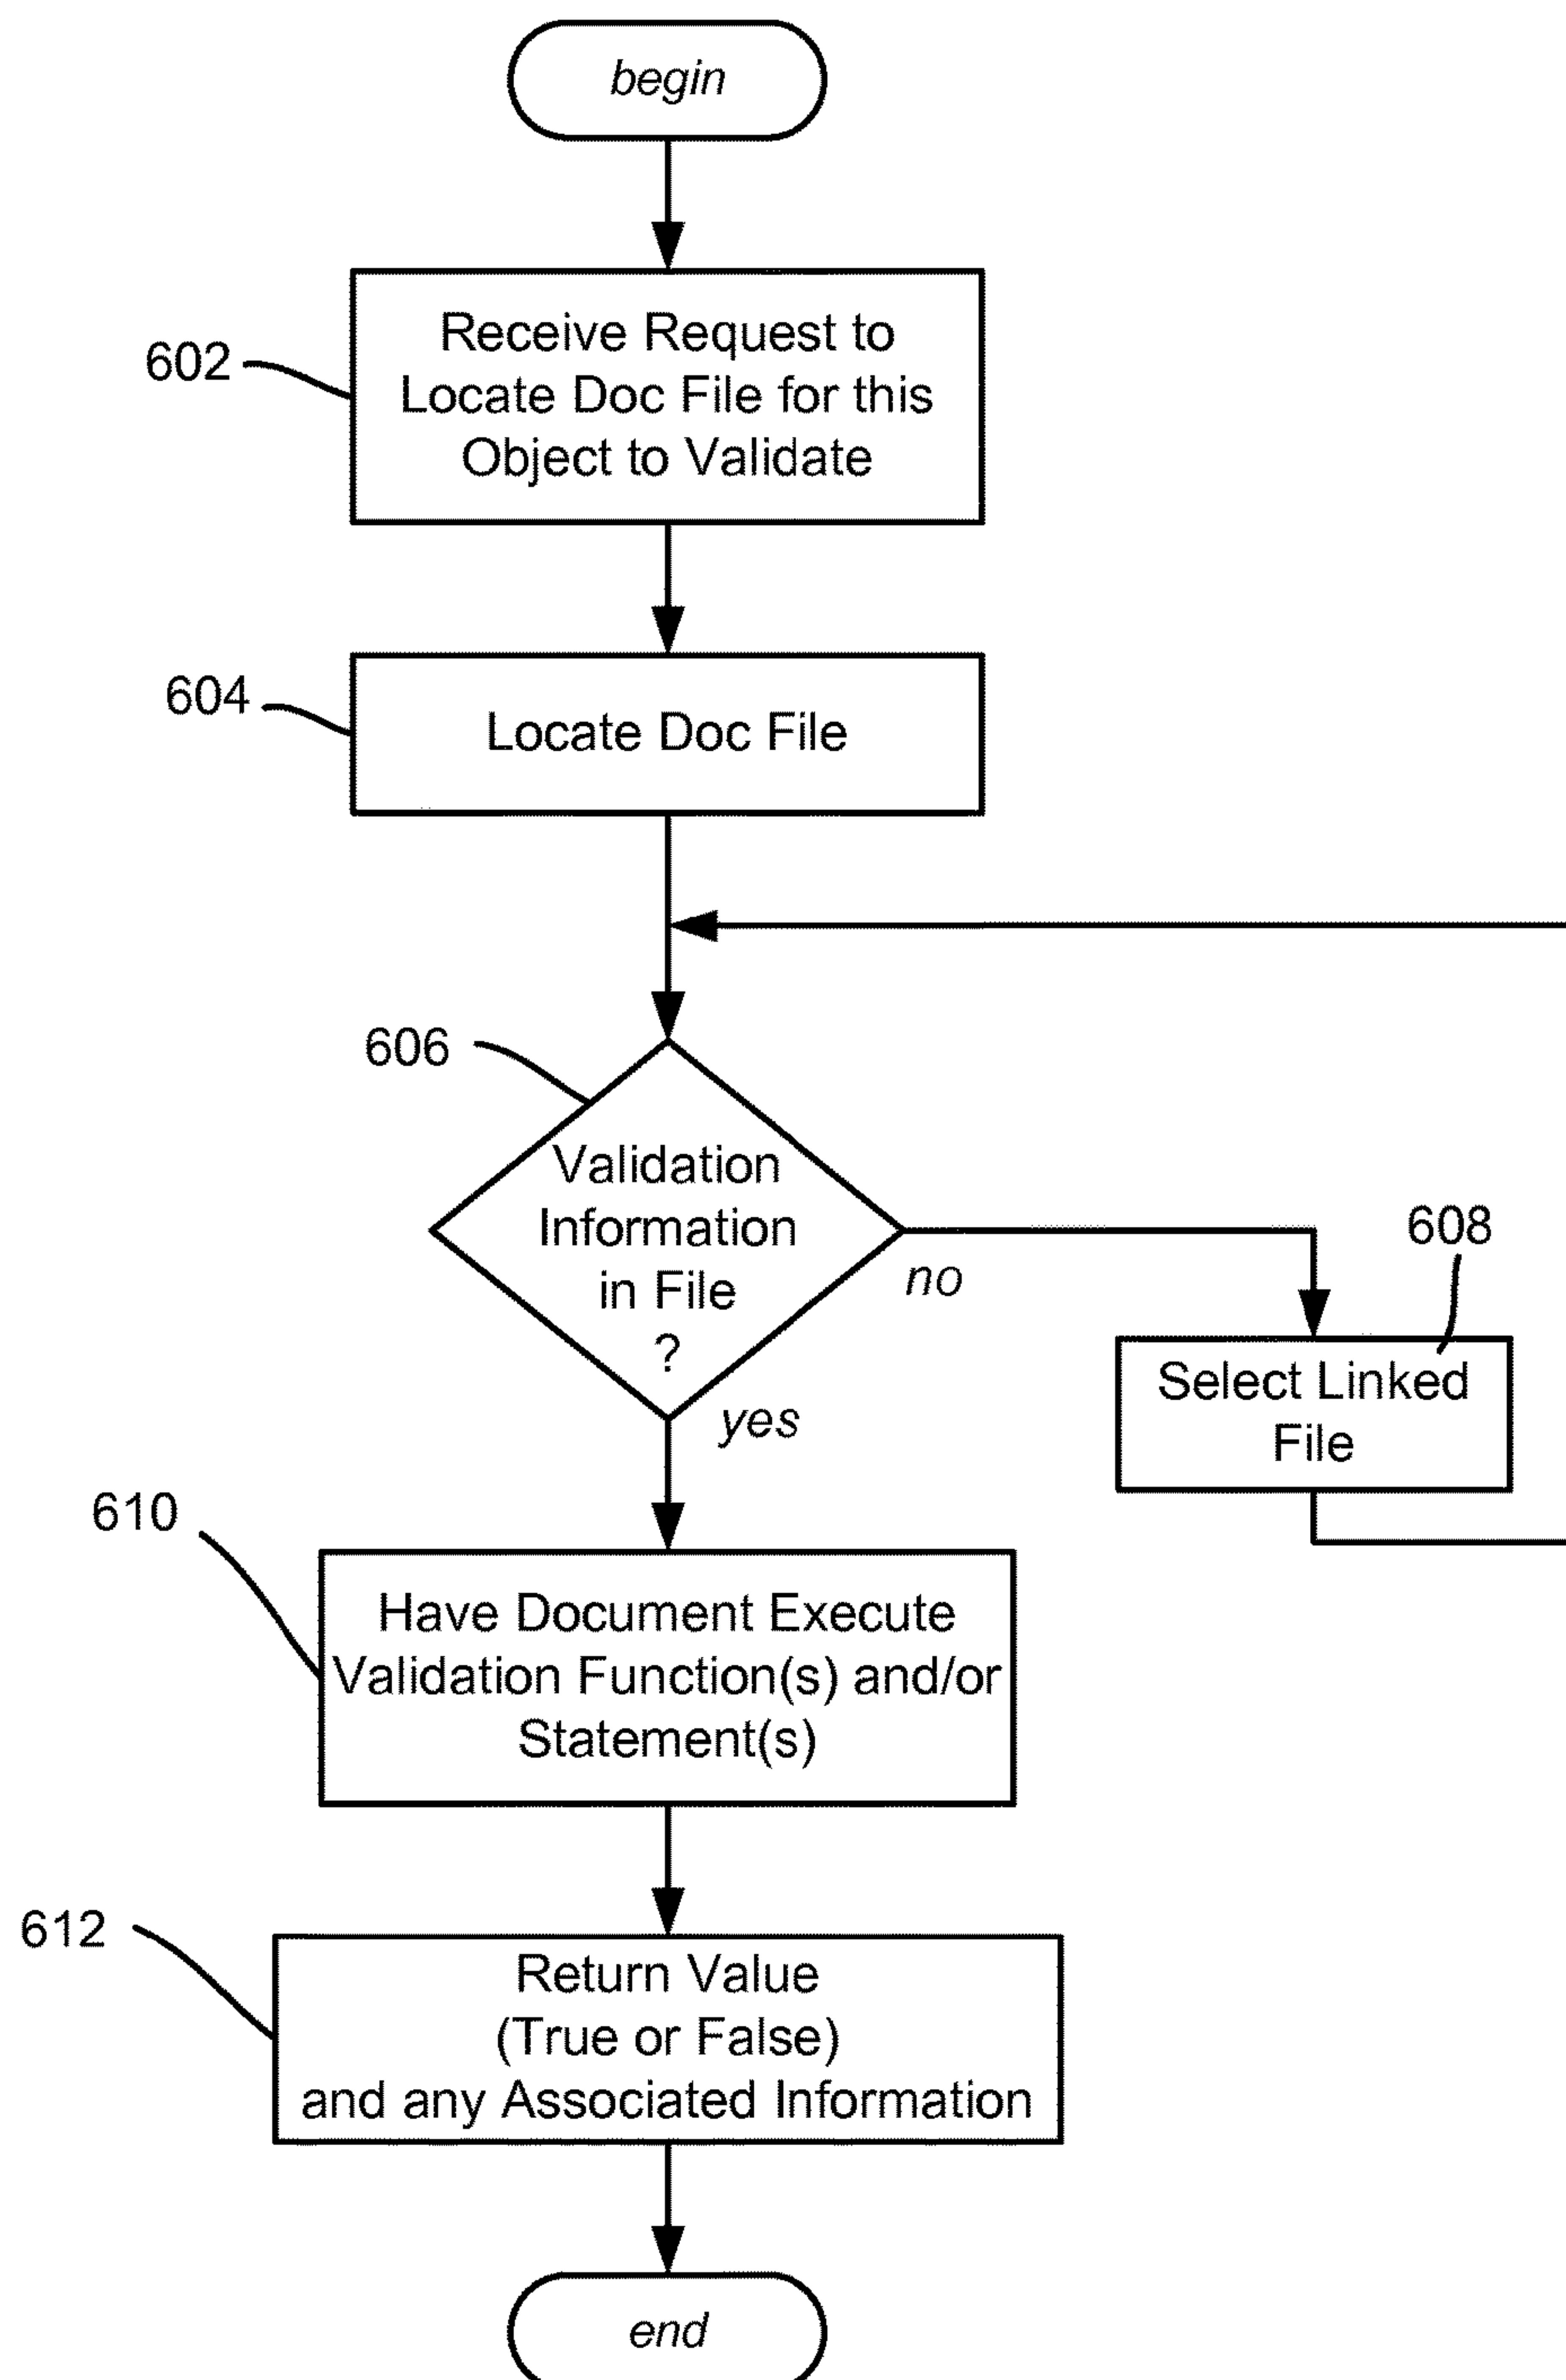 begin
602
Receive Request to
Locate Doc File for this
Object to Validate
604
Locate Doc File
606
Validation
Information
in File
?
no
yes
608
Select Linked
File
610
Have Document Execute
Validation Function(s) and/or
Statement(s)
612
Return Value
(True or False)
and any Associated Information
end